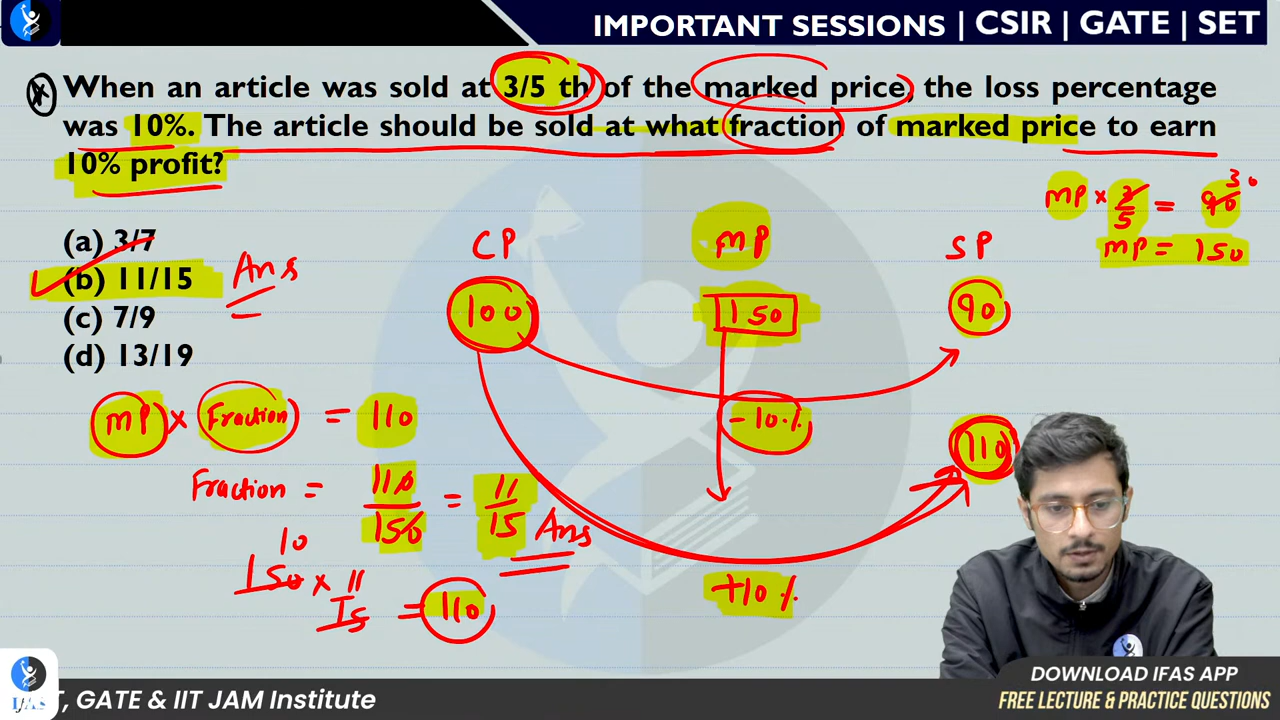 IMPORTANT SESSIONS | CSIR | GATE | SET
When an article was sold at 3/5 th of the marked price, the loss percentage
was 10%. The article should be sold at what fraction of marked price to earn
10% profit?
(a) 3/7
(b) 11/15 Ans
(c) 7/9
(d) 13/19
MP × 3/5 = 90 30
MP = 150
CP MP SP
100 150 90
-10%
110
+10%
MP × Fraction = 110
Fraction = 110/150 = 11/15 Ans
10
150 × 11/15 = 110
DOWNLOAD IFAS APP
FREE LECTURE & PRACTICE QUESTIONS
IFAS
T, GATE & IIT JAM Institute